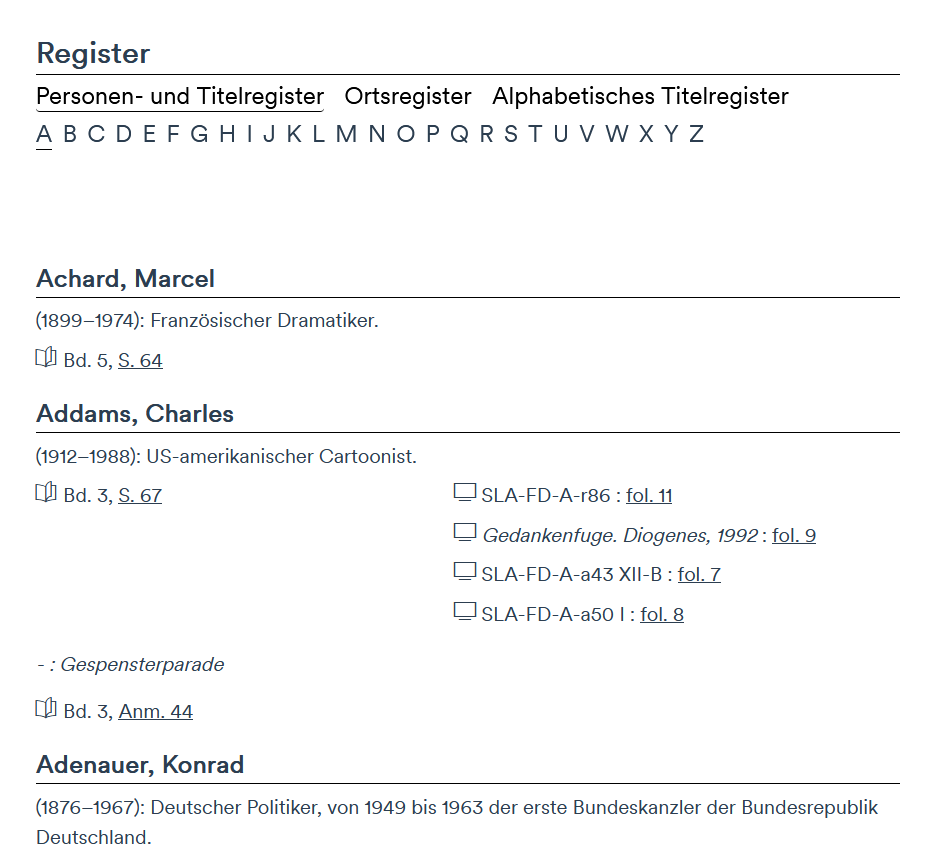 Register
Personen- und Titelregister Ortsregister Alphabetisches Titelregister
A B C D E F G H I J K L M N O P Q R S T U V W X Y Z
Achard, Marcel
(1899–1974): Französischer Dramatiker.
Bd. 5, S. 64
Addams, Charles
(1912–1988): US-amerikanischer Cartoonist.
Bd. 3, S. 67
SLA-FD-A-r86 : fol. 11
Gedankenfuge. Diogenes, 1992 : fol. 9
SLA-FD-A-a43 XII-B : fol. 7
SLA-FD-A-a50 I : fol. 8
- : Gespensterparade
Bd. 3, Anm. 44
Adenauer, Konrad
(1876–1967): Deutscher Politiker, von 1949 bis 1963 der erste Bundeskanzler der Bundesrepublik
Deutschland.